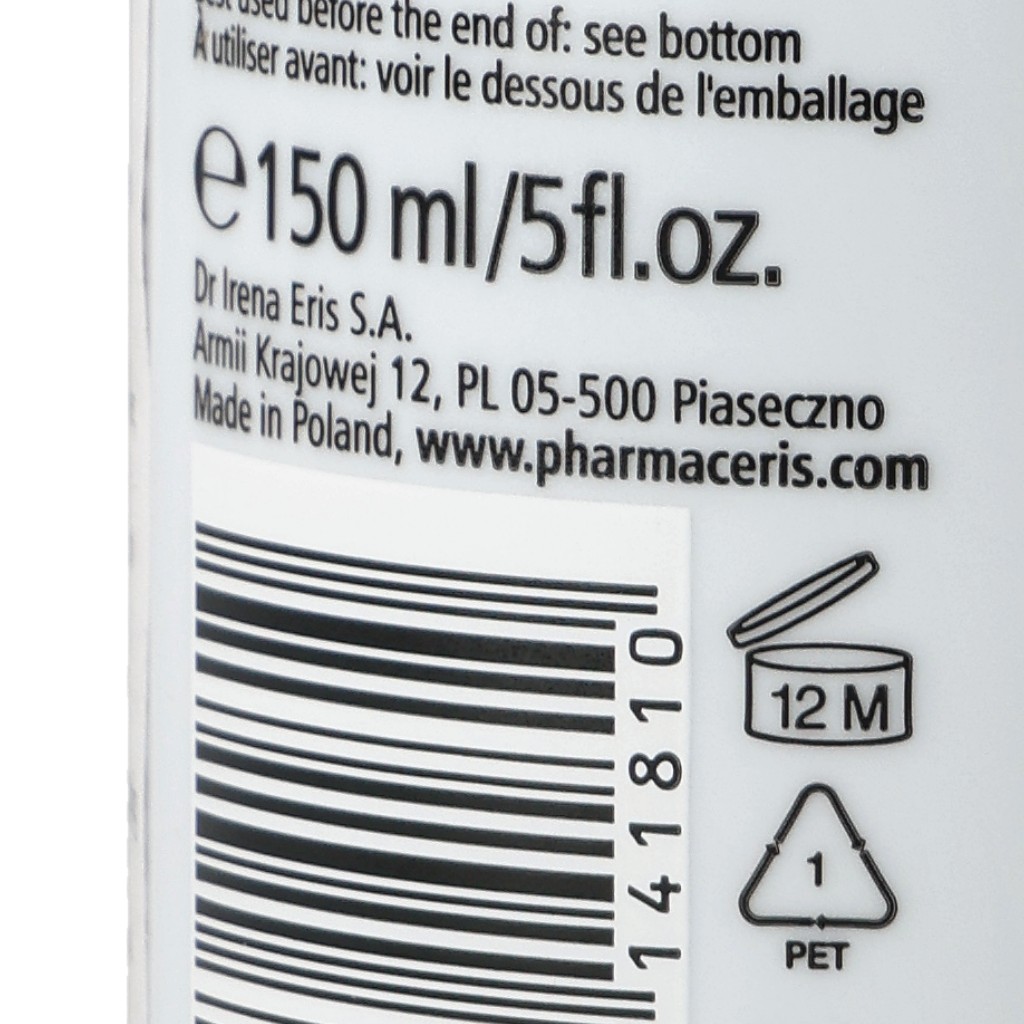 used before the end of: see bottom
À utiliser avant: voir le dessous de l'emballage
℮150 ml/5fl.oz.
Dr Irena Eris S.A.
Armii Krajowej 12, PL 05-500 Piaseczno
Made in Poland, www.pharmaceris.com
141810
12 M
1
PET